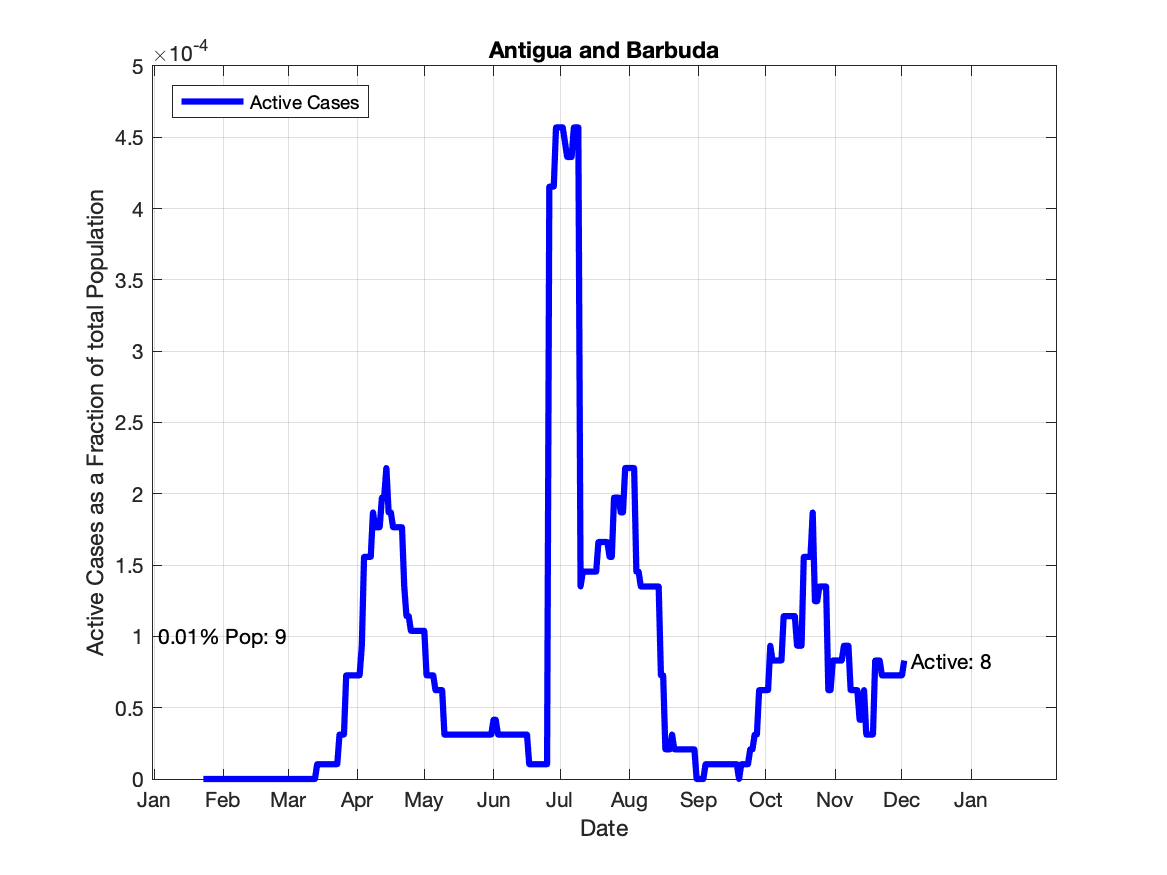 Antigua and Barbuda
×10-4
Active Cases
5
4.5
4
3.5
3
2.5
2
1.5
1
0.5
0
Active Cases as a Fraction of total Population
0.01% Pop: 9
Active: 8
Jan Feb Mar Apr May Jun Jul Aug Sep Oct Nov Dec Jan
Date